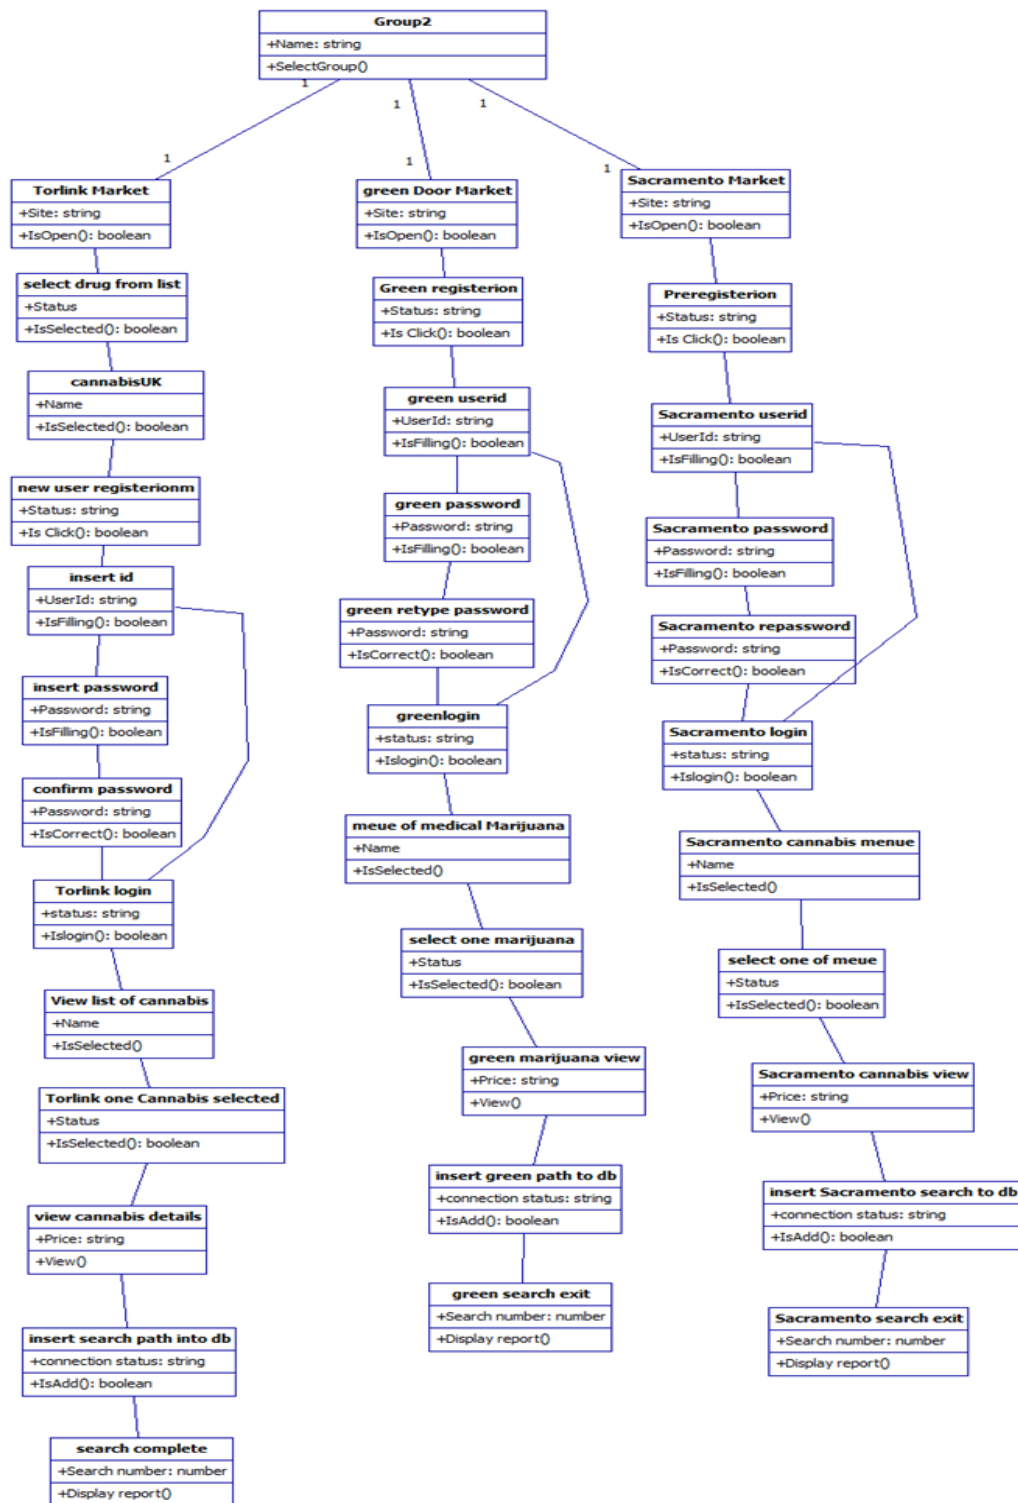 Group2
+Name: string
+SelectGroup()
1
1
1
1
1
1
Torlink Market
+Site: string
+IsOpen(): boolean
select drug from list
+Status
+IsSelected(): boolean
cannabisUK
+Name
+IsSelected(): boolean
new user registerionm
+Status: string
+Is Click(): boolean
insert id
+UserId: string
+IsFilling(): boolean
insert password
+Password: string
+IsFilling(): boolean
confirm password
+Password: string
+IsCorrect(): boolean
Torlink login
+status: string
+Islogin(): boolean
View list of cannabis
+Name
+IsSelected()
Torlink one Cannabis selected
+Status
+IsSelected(): boolean
view cannabis details
+Price: string
+View()
insert search path into db
+connection status: string
+IsAdd(): boolean
search complete
+Search number: number
+Display report()
green Door Market
+Site: string
+IsOpen(): boolean
Green registerion
+Status: string
+Is Click(): boolean
green userid
+UserId: string
+IsFilling(): boolean
green password
+Password: string
+IsFilling(): boolean
green retype password
+Password: string
+IsCorrect(): boolean
greenlogin
+status: string
+Islogin(): boolean
meue of medical Marijuana
+Name
+IsSelected()
select one marijuana
+Status
+IsSelected(): boolean
green marijuana view
+Price: string
+View()
insert green path to db
+connection status: string
+IsAdd(): boolean
green search exit
+Search number: number
+Display report()
Sacramento Market
+Site: string
+IsOpen(): boolean
Preregisterion
+Status: string
+Is Click(): boolean
Sacramento userid
+UserId: string
+IsFilling(): boolean
Sacramento password
+Password: string
+IsFilling(): boolean
Sacramento repassword
+Password: string
+IsCorrect(): boolean
Sacramento login
+status: string
+Islogin(): boolean
Sacramento cannabis menue
+Name
+IsSelected()
select one of meue
+Status
+IsSelected(): boolean
Sacramento cannabis view
+Price: string
+View()
insert Sacramento search to db
+connection status: string
+IsAdd(): boolean
Sacramento search exit
+Search number: number
+Display report()